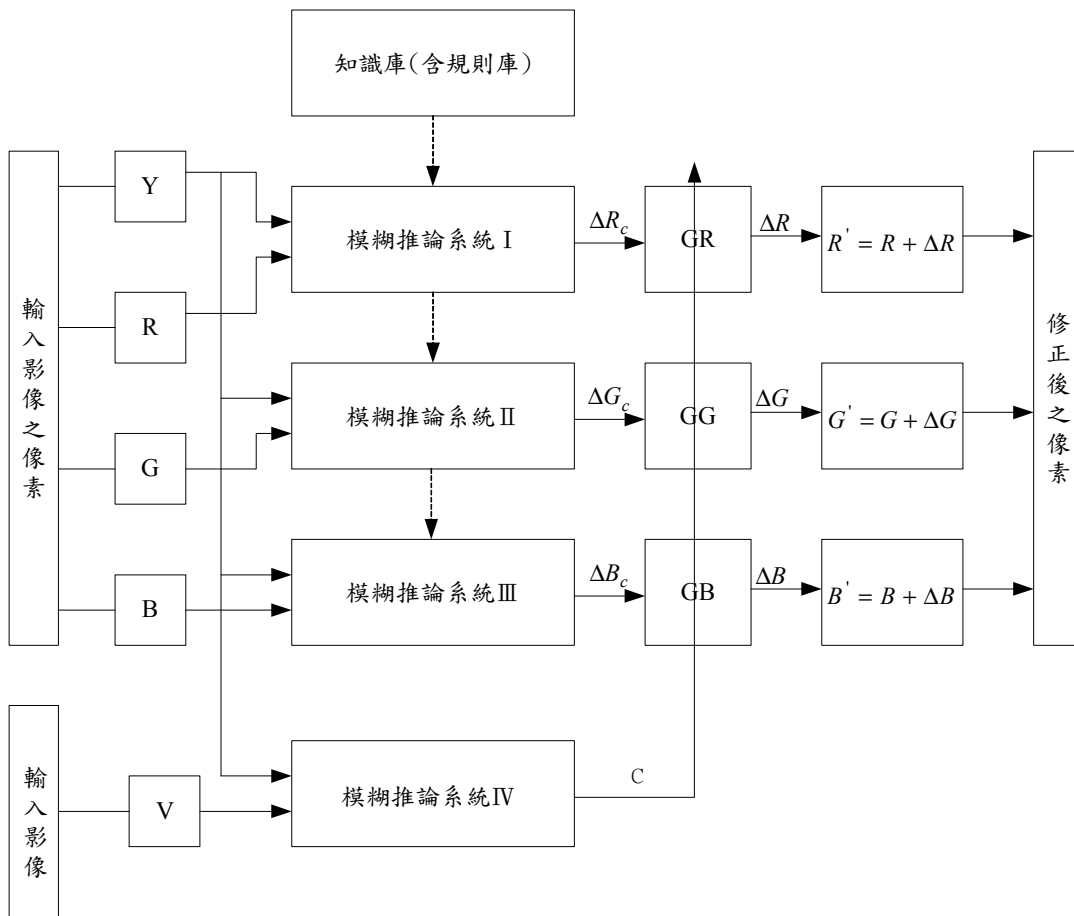 知識庫(含規則庫)
輸入影像之像素
Y
模糊推論系統Ⅰ
ΔR_c
GR
ΔR
R' = R + ΔR
修正後之像素
R
模糊推論系統Ⅱ
ΔG_c
GG
ΔG
G' = G + ΔG
G
模糊推論系統Ⅲ
ΔB_c
GB
ΔB
B' = B + ΔB
B
輸入影像
V
模糊推論系統Ⅳ
C